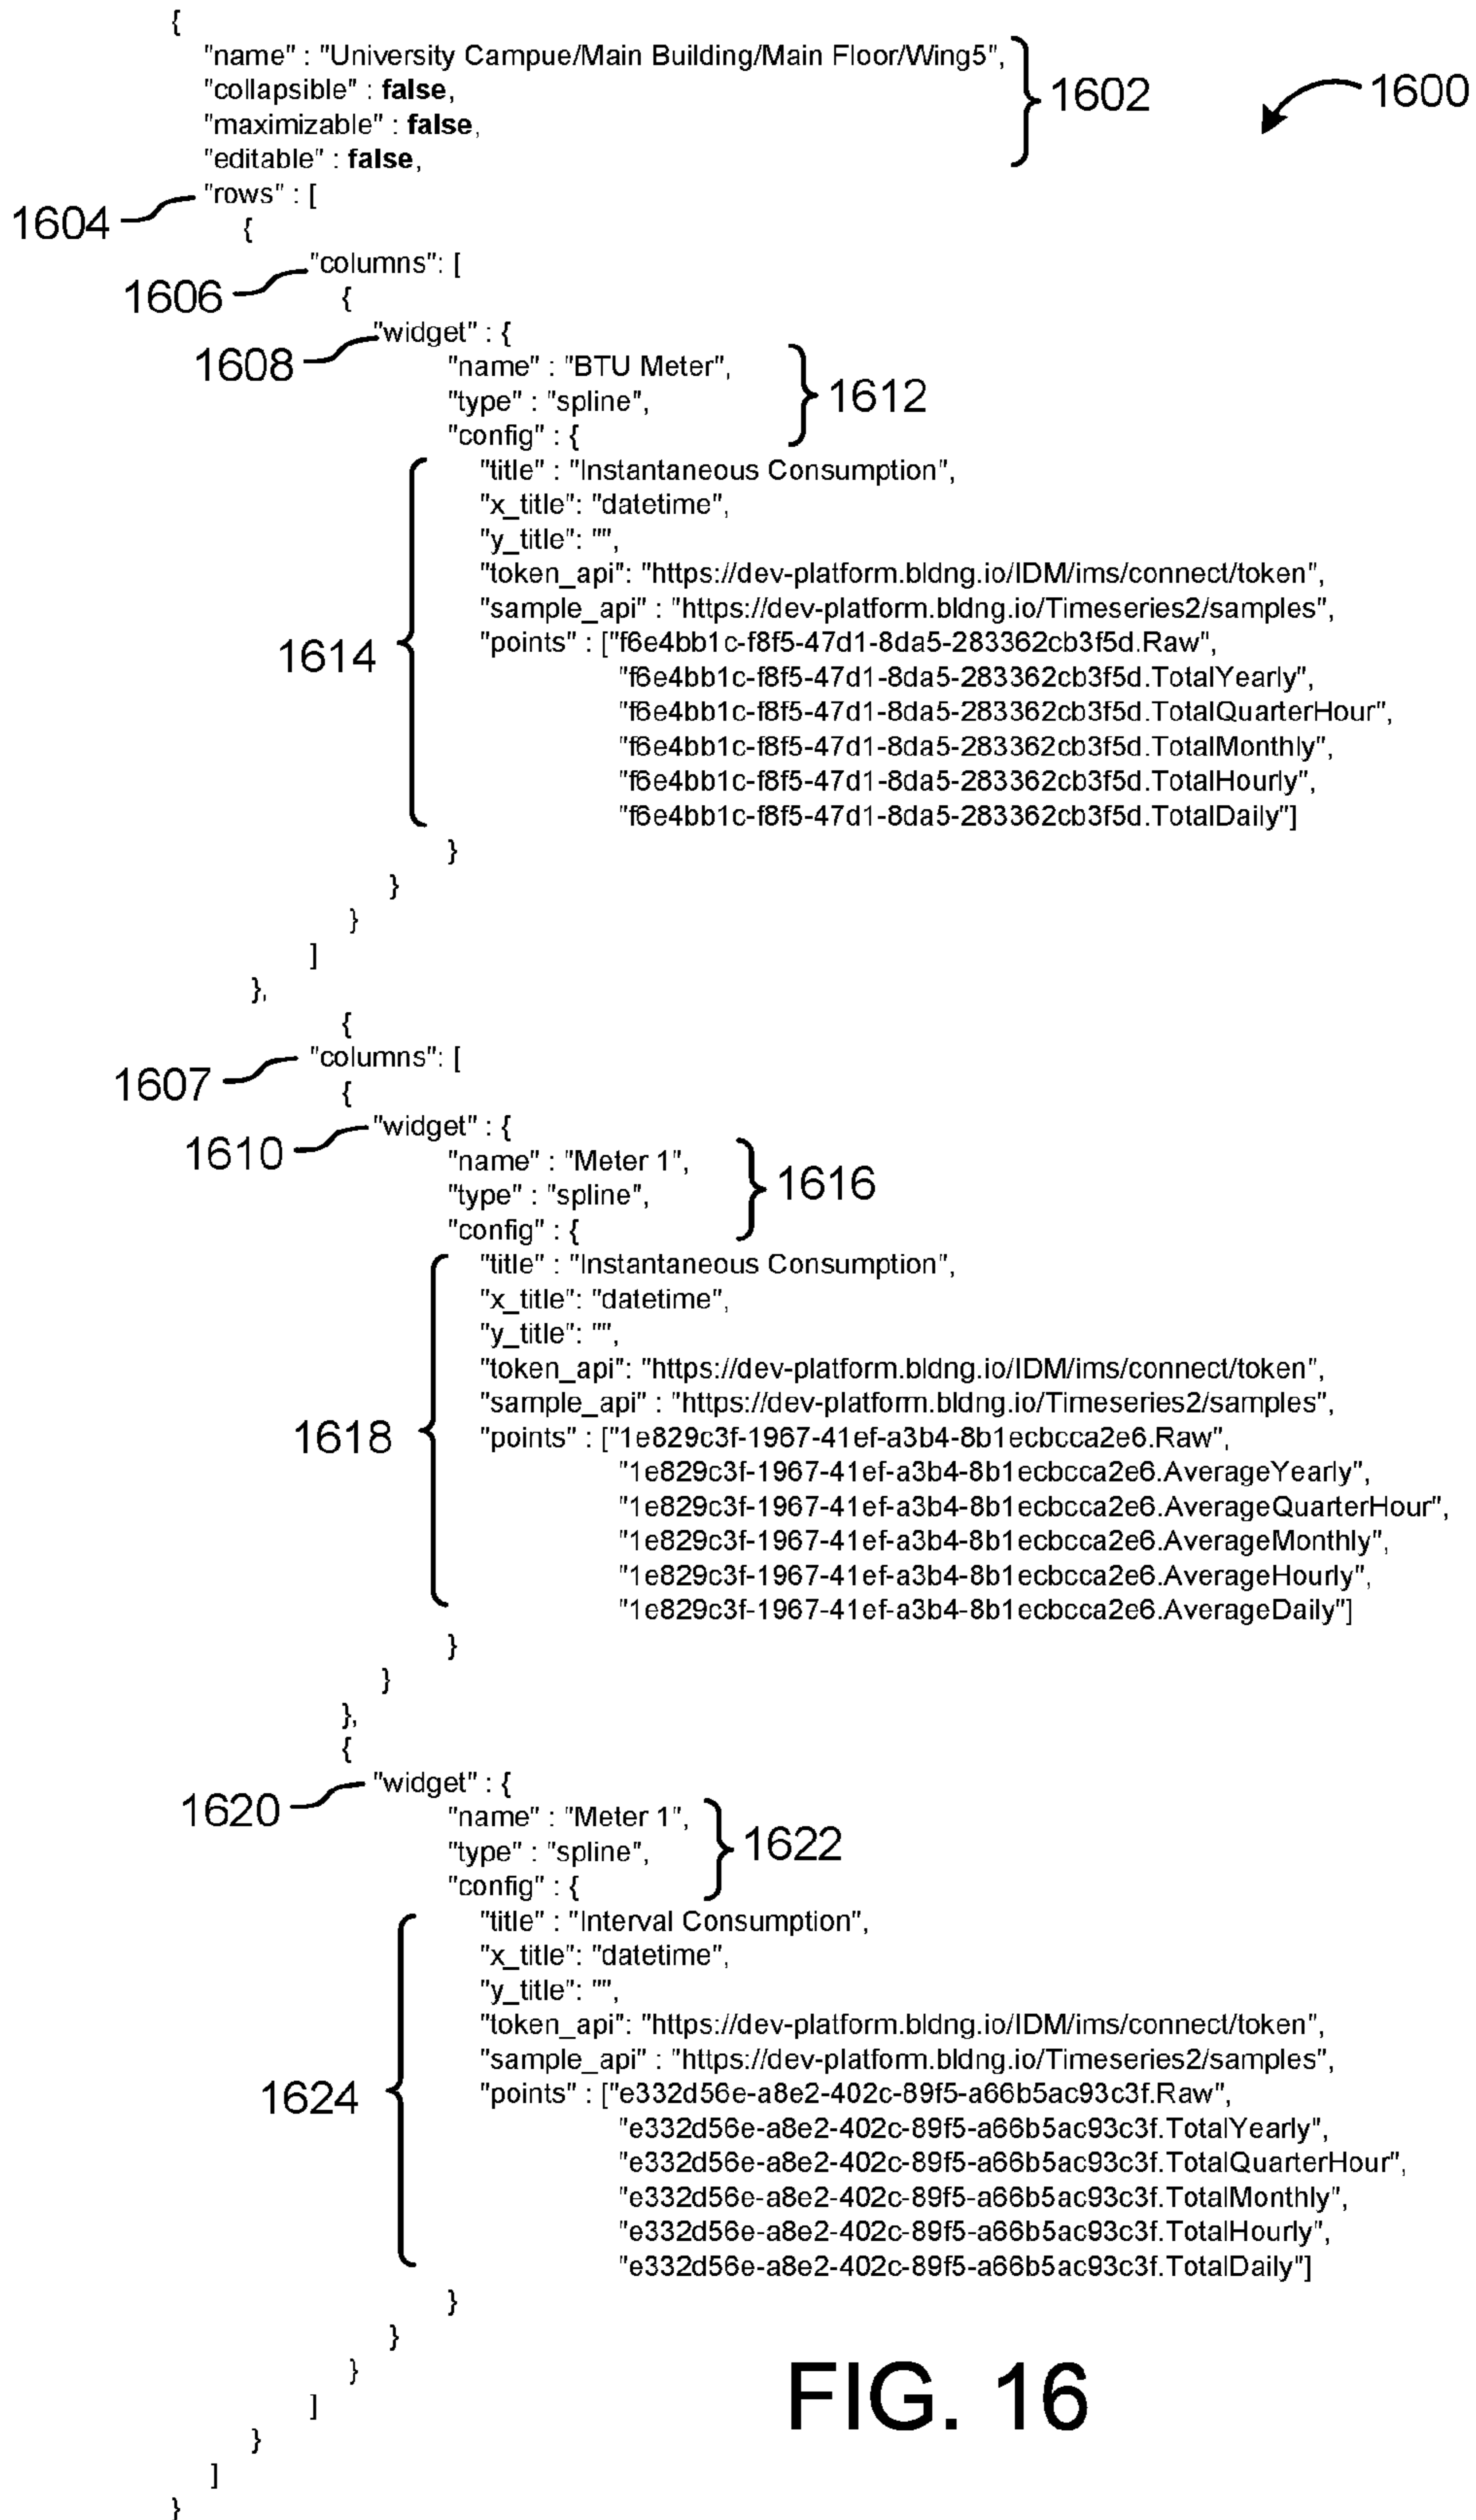 {
"name" : "University Campue/Main Building/Main Floor/Wing5",
"collapsible" : false,
"maximizable" : false,
"editable" : false,
1602
1600
1604
"rows" : [
{
1606
"columns": [
{
1608
"widget" : {
"name" : "BTU Meter",
"type" : "spline",
"config" : {
1612
1614
"title" : "Instantaneous Consumption",
"x_title": "datetime",
"y_title": "",
"token_api": "https://dev-platform.bldng.io/IDM/ims/connect/token",
"sample_api" : "https://dev-platform.bldng.io/Timeseries2/samples",
"points" : ["f6e4bb1c-f8f5-47d1-8da5-283362cb3f5d.Raw",
"f6e4bb1c-f8f5-47d1-8da5-283362cb3f5d.TotalYearly",
"f6e4bb1c-f8f5-47d1-8da5-283362cb3f5d.TotalQuarterHour",
"f6e4bb1c-f8f5-47d1-8da5-283362cb3f5d.TotalMonthly",
"f6e4bb1c-f8f5-47d1-8da5-283362cb3f5d.TotalHourly",
"f6e4bb1c-f8f5-47d1-8da5-283362cb3f5d.TotalDaily"]
}
}
}
]
},
{
1607
"columns": [
{
1610
"widget" : {
"name" : "Meter 1",
"type" : "spline",
"config" : {
1616
1618
"title" : "Instantaneous Consumption",
"x_title": "datetime",
"y_title": "",
"token_api": "https://dev-platform.bldng.io/IDM/ims/connect/token",
"sample_api" : "https://dev-platform.bldng.io/Timeseries2/samples",
"points" : ["1e829c3f-1967-41ef-a3b4-8b1ecbcca2e6.Raw",
"1e829c3f-1967-41ef-a3b4-8b1ecbcca2e6.AverageYearly",
"1e829c3f-1967-41ef-a3b4-8b1ecbcca2e6.AverageQuarterHour",
"1e829c3f-1967-41ef-a3b4-8b1ecbcca2e6.AverageMonthly",
"1e829c3f-1967-41ef-a3b4-8b1ecbcca2e6.AverageHourly",
"1e829c3f-1967-41ef-a3b4-8b1ecbcca2e6.AverageDaily"]
}
}
},
{
1620
"widget" : {
"name" : "Meter 1",
"type" : "spline",
"config" : {
1622
1624
"title" : "Interval Consumption",
"x_title": "datetime",
"y_title": "",
"token_api": "https://dev-platform.bldng.io/IDM/ims/connect/token",
"sample_api" : "https://dev-platform.bldng.io/Timeseries2/samples",
"points" : ["e332d56e-a8e2-402c-89f5-a66b5ac93c3f.Raw",
"e332d56e-a8e2-402c-89f5-a66b5ac93c3f.TotalYearly",
"e332d56e-a8e2-402c-89f5-a66b5ac93c3f.TotalQuarterHour",
"e332d56e-a8e2-402c-89f5-a66b5ac93c3f.TotalMonthly",
"e332d56e-a8e2-402c-89f5-a66b5ac93c3f.TotalHourly",
"e332d56e-a8e2-402c-89f5-a66b5ac93c3f.TotalDaily"]
}
}
}
]
}
]
}
FIG. 16